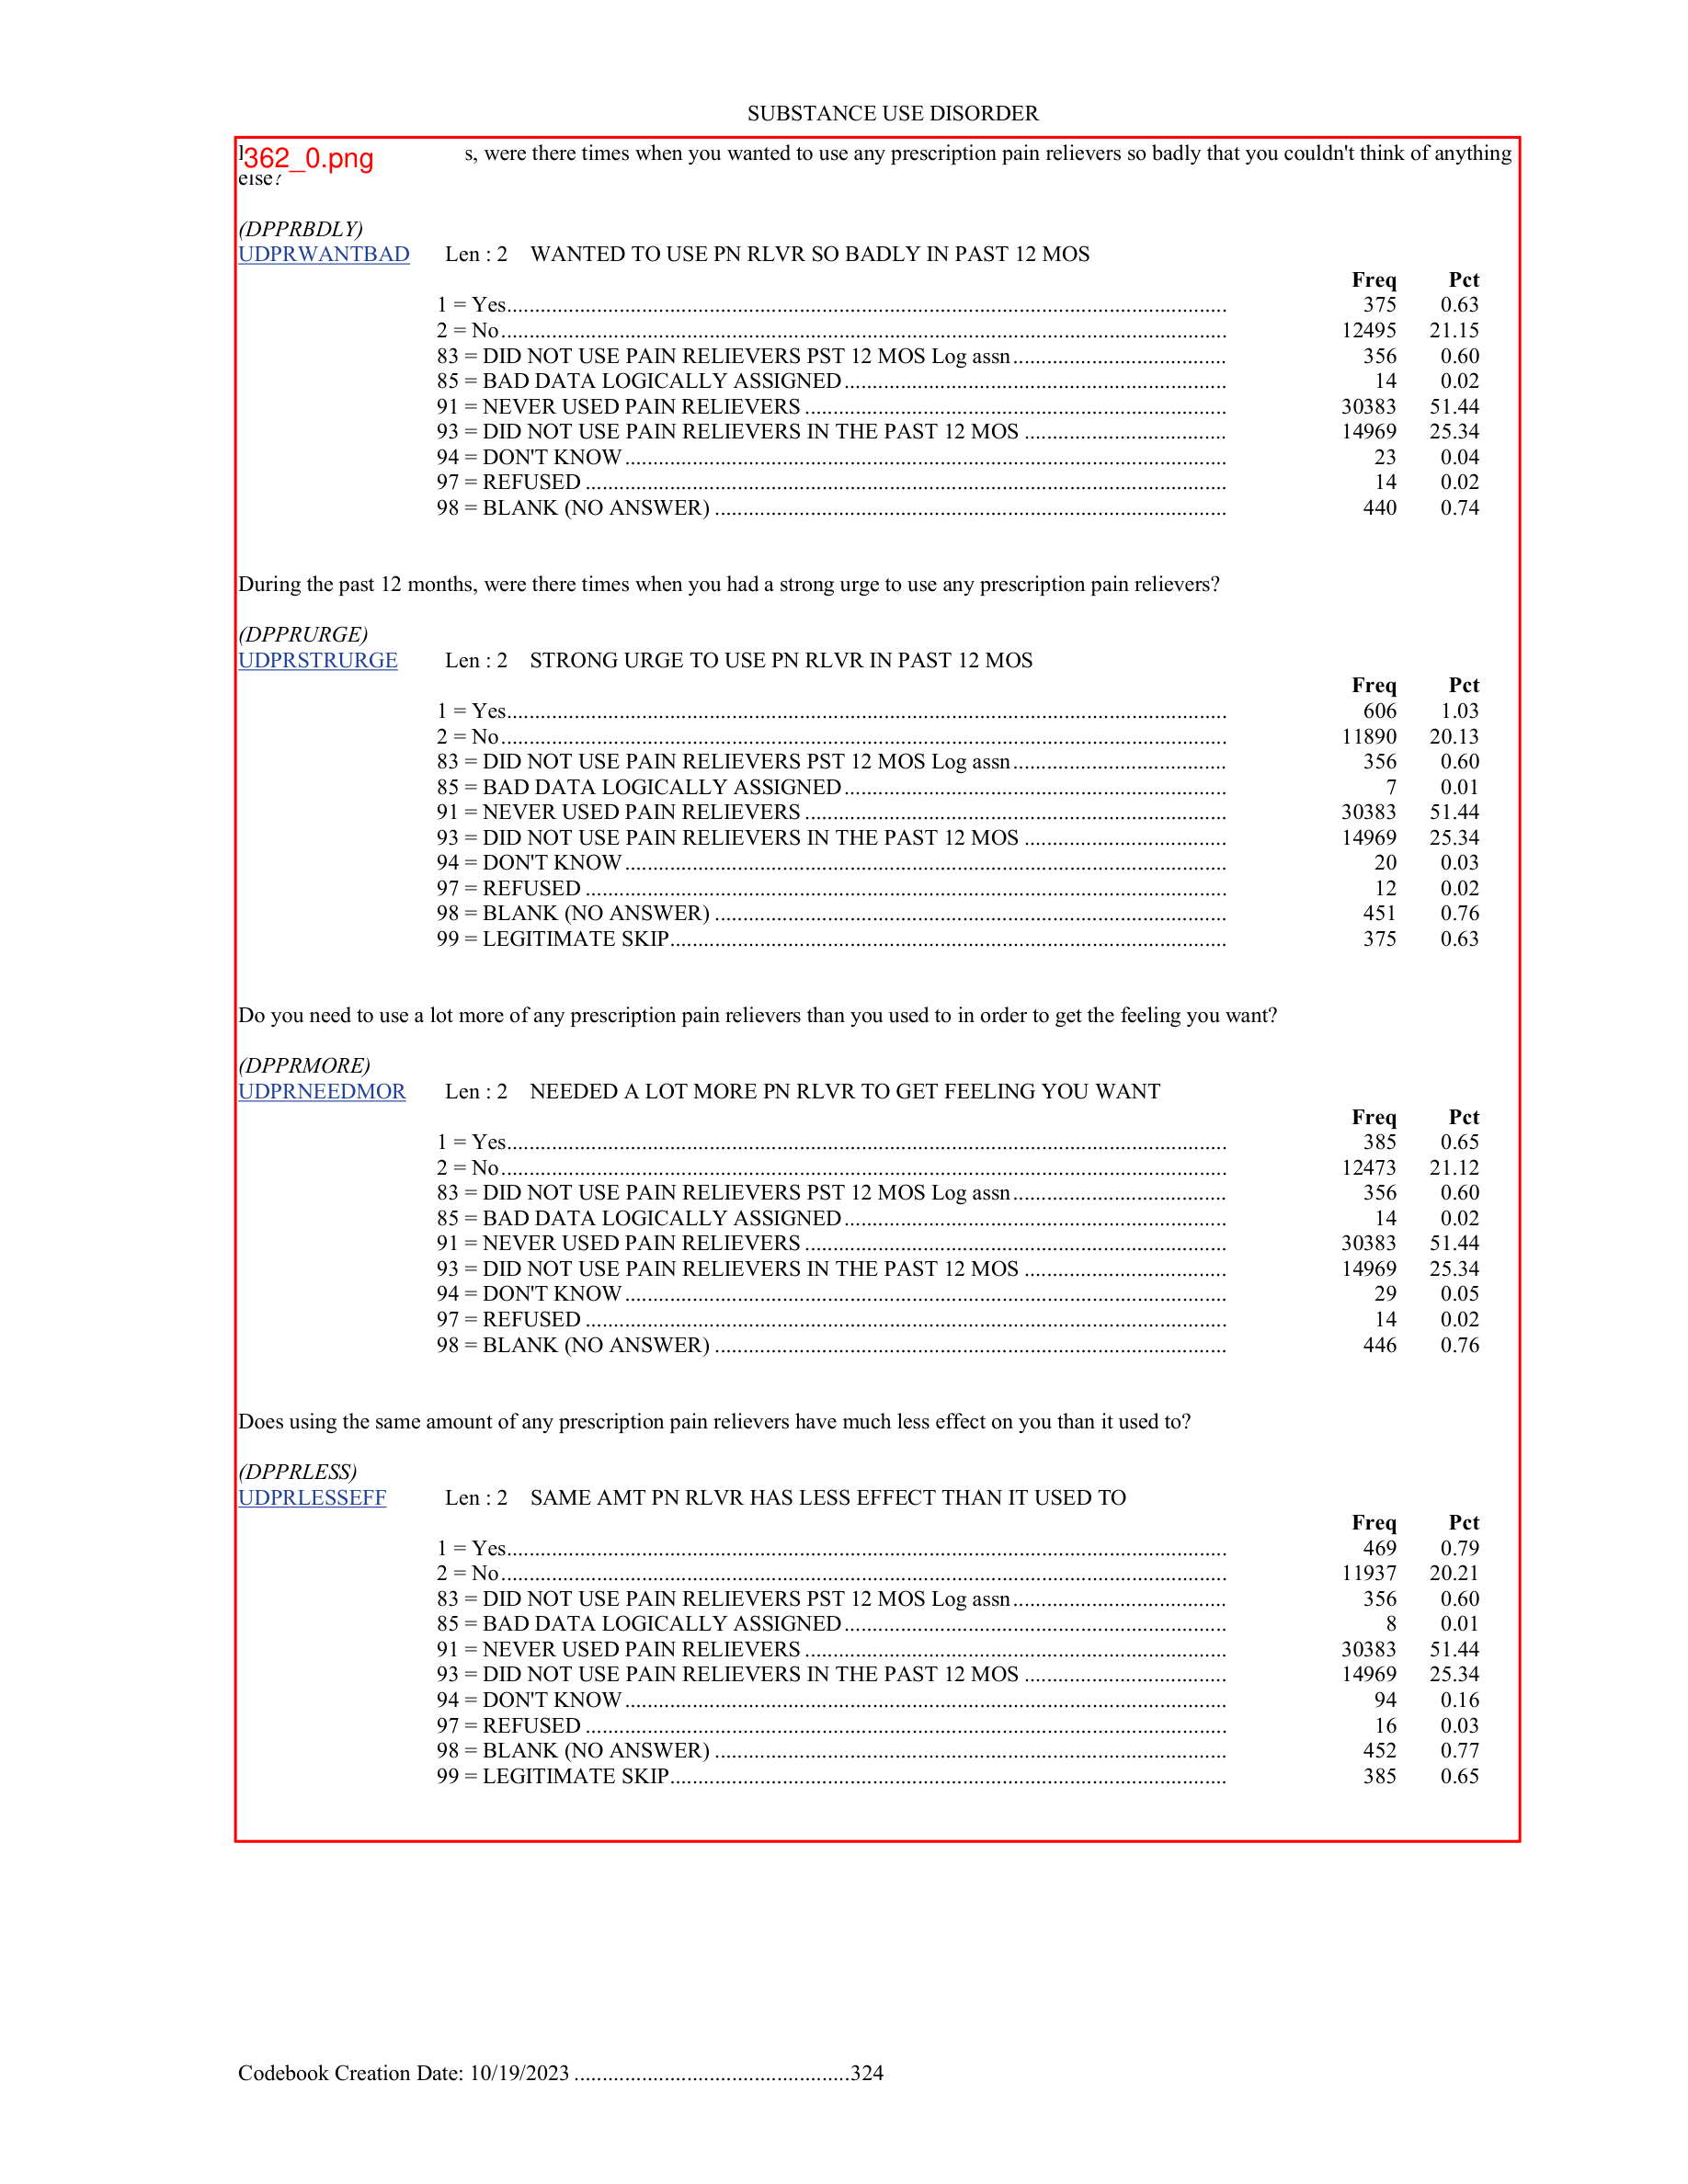 SUBSTANCE USE DISORDER
362_0.png s, were there times when you wanted to use any prescription pain relievers so badly that you couldn't think of anything
else?
(DPPRBDLY)
UDPRWANTBAD Len : 2 WANTED TO USE PN RLVR SO BADLY IN PAST 12 MOS
Freq Pct
1 = Yes................................................................................................................................ 375 0.63
2 = No................................................................................................................................. 12495 21.15
83 = DID NOT USE PAIN RELIEVERS PST 12 MOS Log assn...................................... 356 0.60
85 = BAD DATA LOGICALLY ASSIGNED.................................................................... 14 0.02
91 = NEVER USED PAIN RELIEVERS ........................................................................... 30383 51.44
93 = DID NOT USE PAIN RELIEVERS IN THE PAST 12 MOS .................................... 14969 25.34
94 = DON'T KNOW........................................................................................................... 23 0.04
97 = REFUSED .................................................................................................................. 14 0.02
98 = BLANK (NO ANSWER) ........................................................................................... 440 0.74
During the past 12 months, were there times when you had a strong urge to use any prescription pain relievers?
(DPPRURGE)
UDPRSTRURGE Len : 2 STRONG URGE TO USE PN RLVR IN PAST 12 MOS
Freq Pct
1 = Yes................................................................................................................................ 606 1.03
2 = No................................................................................................................................. 11890 20.13
83 = DID NOT USE PAIN RELIEVERS PST 12 MOS Log assn...................................... 356 0.60
85 = BAD DATA LOGICALLY ASSIGNED.................................................................... 7 0.01
91 = NEVER USED PAIN RELIEVERS ........................................................................... 30383 51.44
93 = DID NOT USE PAIN RELIEVERS IN THE PAST 12 MOS .................................... 14969 25.34
94 = DON'T KNOW........................................................................................................... 20 0.03
97 = REFUSED .................................................................................................................. 12 0.02
98 = BLANK (NO ANSWER) ........................................................................................... 451 0.76
99 = LEGITIMATE SKIP................................................................................................... 375 0.63
Do you need to use a lot more of any prescription pain relievers than you used to in order to get the feeling you want?
(DPPRMORE)
UDPRNEEDMOR Len : 2 NEEDED A LOT MORE PN RLVR TO GET FEELING YOU WANT
Freq Pct
1 = Yes................................................................................................................................ 385 0.65
2 = No................................................................................................................................. 12473 21.12
83 = DID NOT USE PAIN RELIEVERS PST 12 MOS Log assn...................................... 356 0.60
85 = BAD DATA LOGICALLY ASSIGNED.................................................................... 14 0.02
91 = NEVER USED PAIN RELIEVERS ........................................................................... 30383 51.44
93 = DID NOT USE PAIN RELIEVERS IN THE PAST 12 MOS .................................... 14969 25.34
94 = DON'T KNOW........................................................................................................... 29 0.05
97 = REFUSED .................................................................................................................. 14 0.02
98 = BLANK (NO ANSWER) ........................................................................................... 446 0.76
Does using the same amount of any prescription pain relievers have much less effect on you than it used to?
(DPPRLESS)
UDPRLESSEFF Len : 2 SAME AMT PN RLVR HAS LESS EFFECT THAN IT USED TO
Freq Pct
1 = Yes................................................................................................................................ 469 0.79
2 = No................................................................................................................................. 11937 20.21
83 = DID NOT USE PAIN RELIEVERS PST 12 MOS Log assn...................................... 356 0.60
85 = BAD DATA LOGICALLY ASSIGNED.................................................................... 8 0.01
91 = NEVER USED PAIN RELIEVERS ........................................................................... 30383 51.44
93 = DID NOT USE PAIN RELIEVERS IN THE PAST 12 MOS .................................... 14969 25.34
94 = DON'T KNOW........................................................................................................... 94 0.16
97 = REFUSED .................................................................................................................. 16 0.03
98 = BLANK (NO ANSWER) ........................................................................................... 452 0.77
99 = LEGITIMATE SKIP................................................................................................... 385 0.65
Codebook Creation Date: 10/19/2023 .................................................324